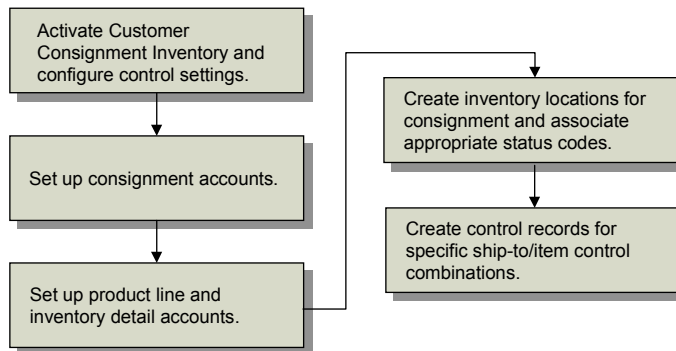 Activate Customer
Consignment Inventory and
configure control settings.
Set up consignment accounts.
Set up product line and
inventory detail accounts.
Create inventory locations for
consignment and associate
appropriate status codes.
Create control records for
specific ship-to/item control
combinations.